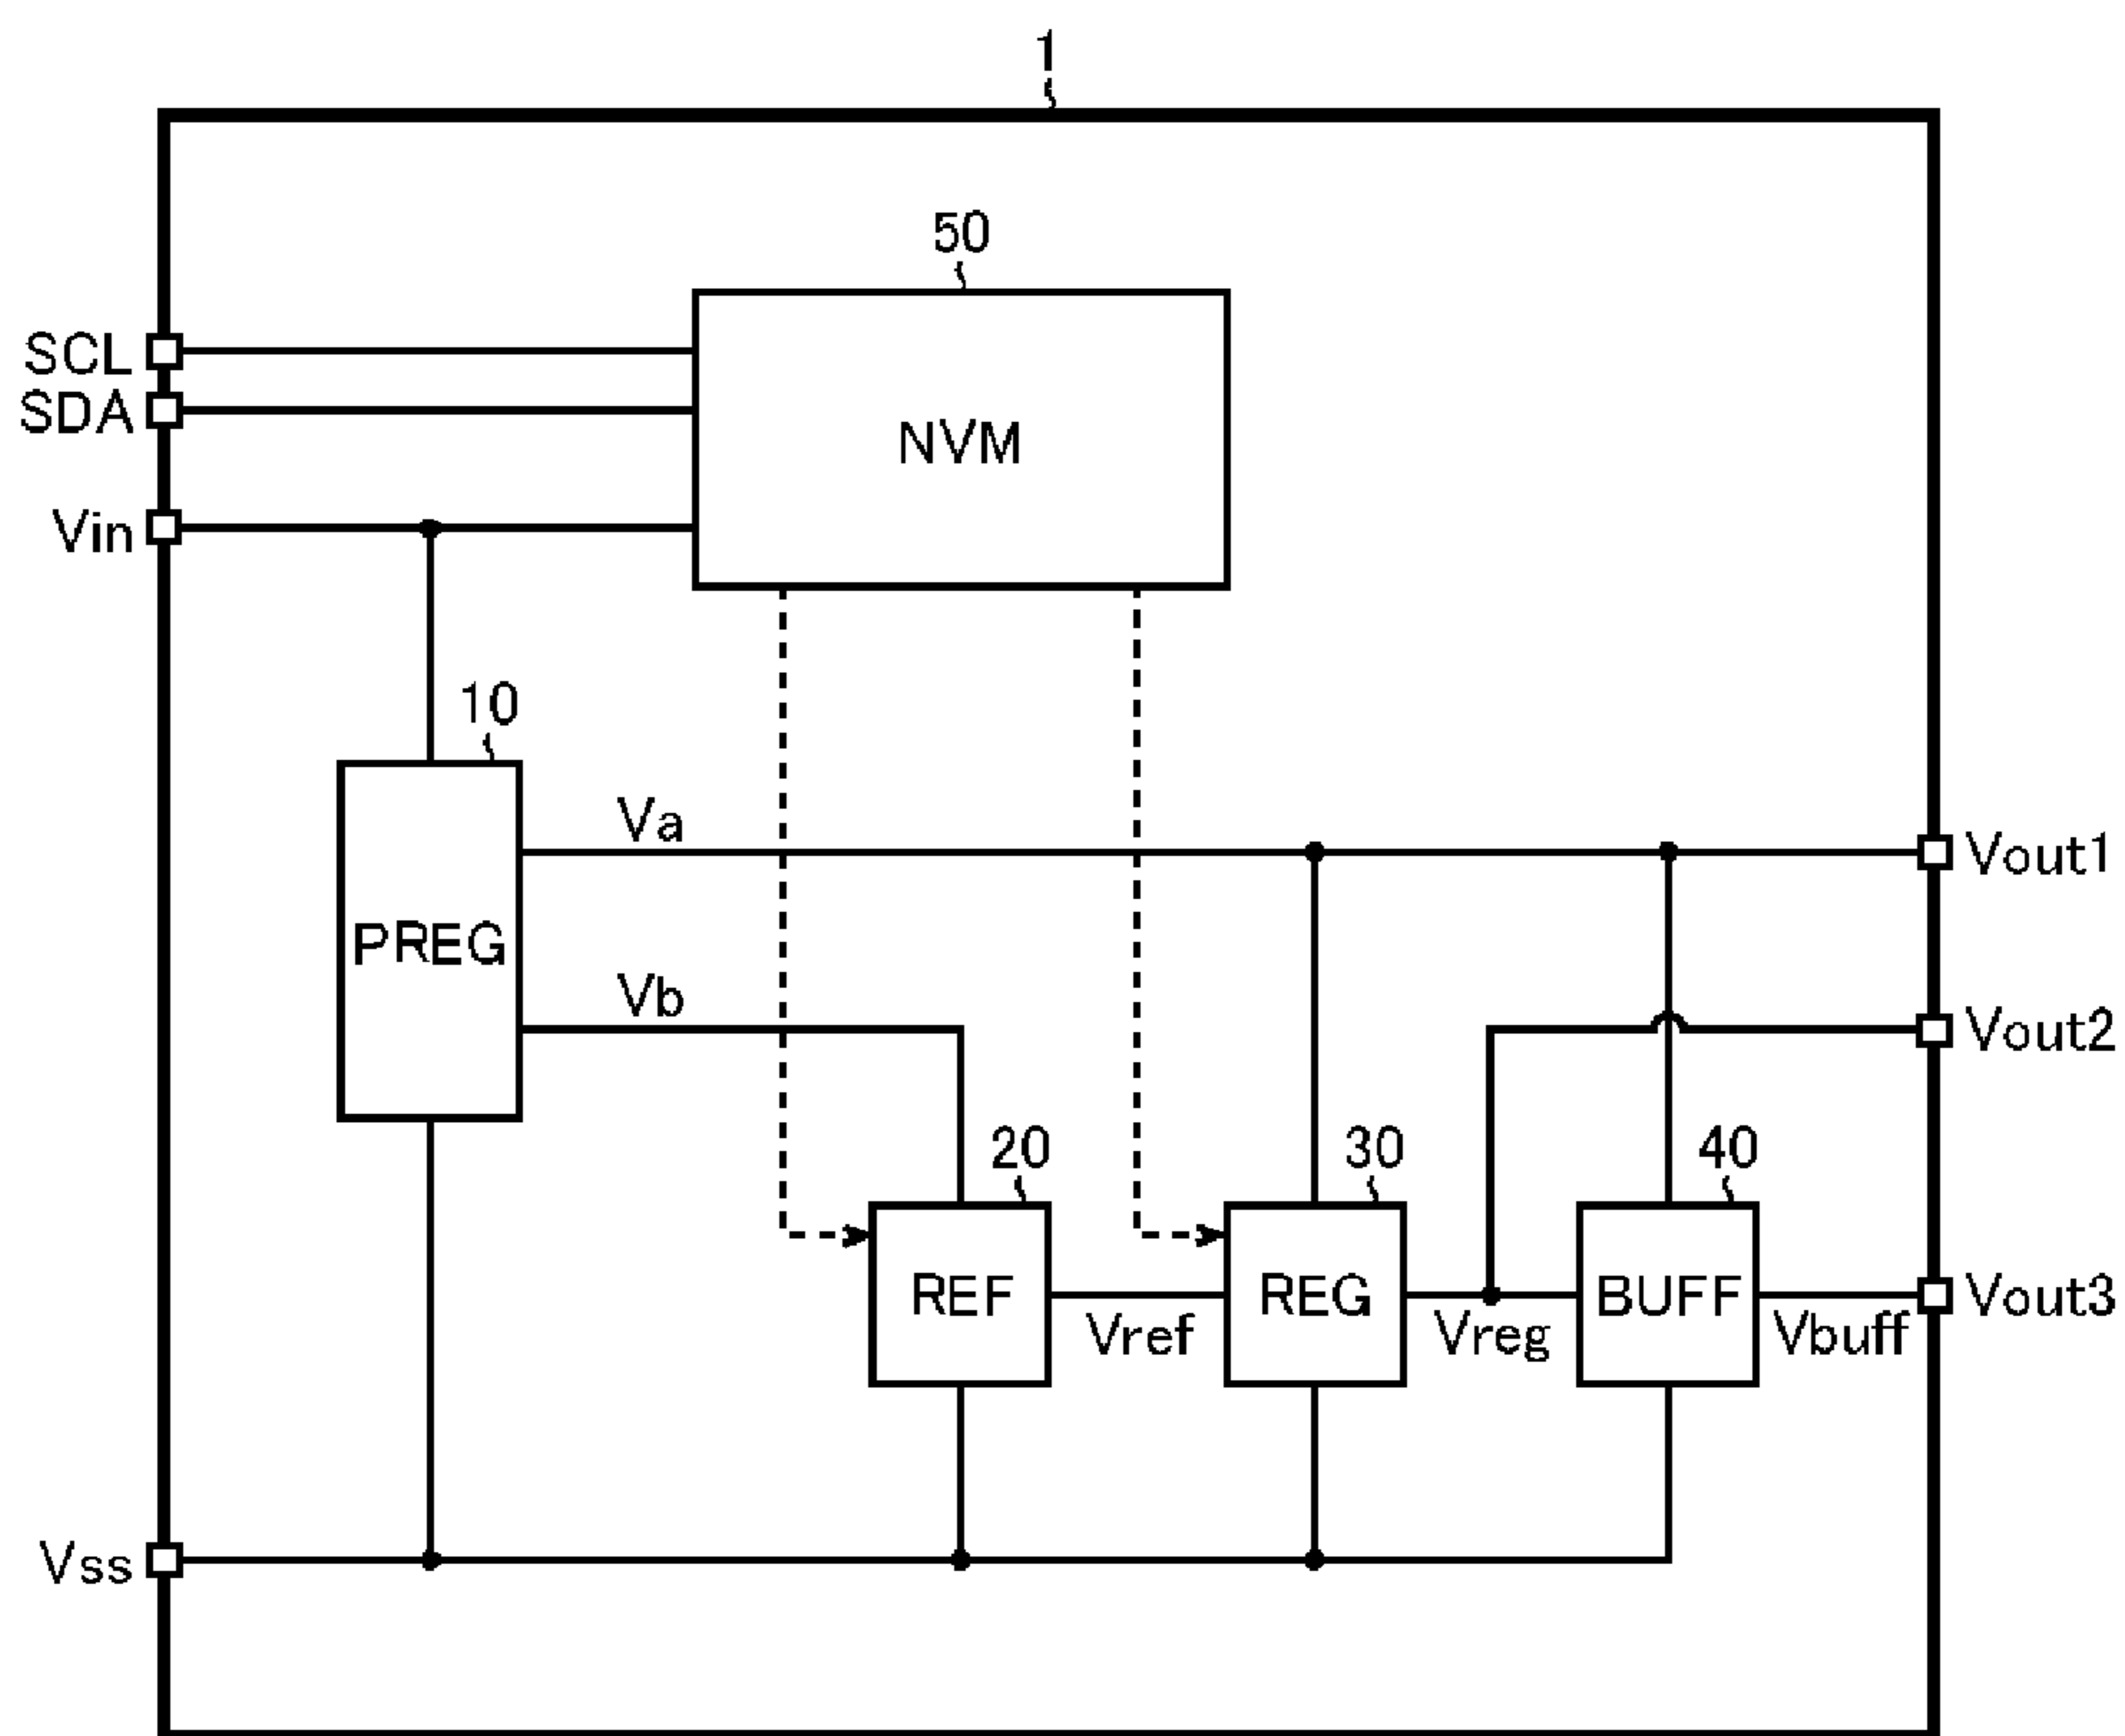 1
50
SCL
SDA
NVM
Vin
10
Va
Vout1
PREG
Vb
Vout2
20
30
40
REF
REG
BUFF
Vout3
Vref
Vreg
Vbuff
Vss